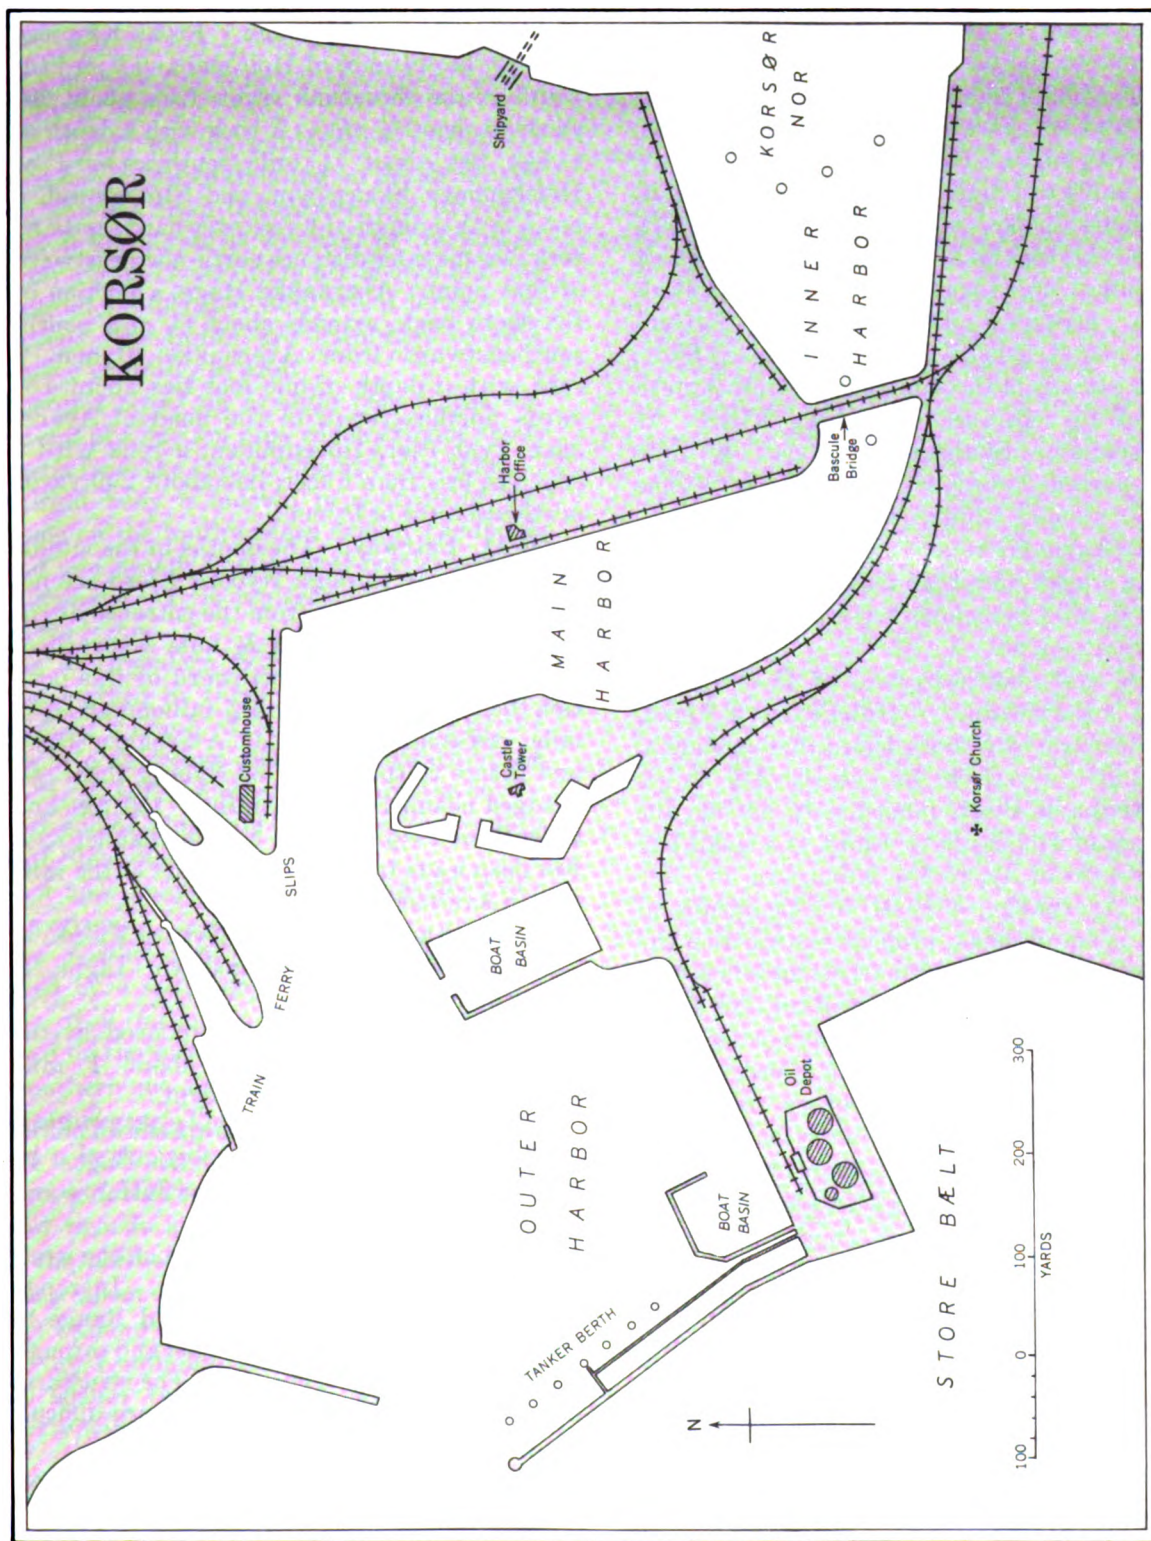 KORSØR
Shipyard
KORSØR
NOR
INNER
HARBOR
Bascule
Bridge
Harbor
Office
MAIN
HARBOR
Customhouse
Castle
Tower
Korsør Church
TRAIN FERRY SLIPS
BOAT
BASIN
OUTER
HARBOR
Oil
Depot
BOAT
BASIN
TANKER BERTH
STORE BÆLT
N
100 0 100 200 300
YARDS